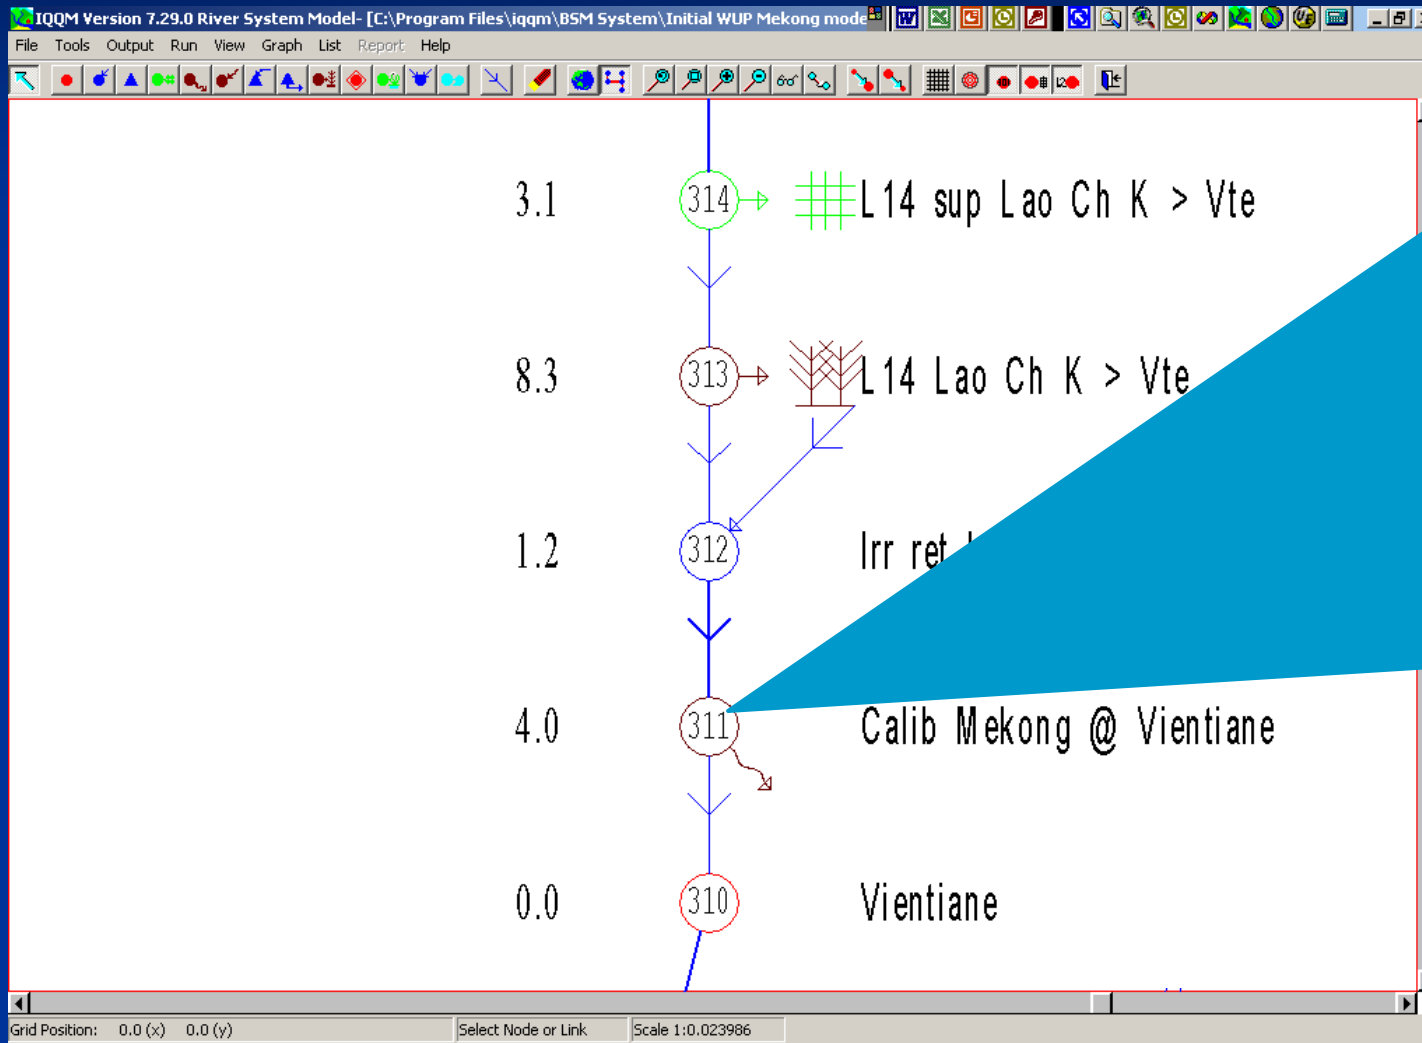 IQQM Version 7.29.0 River System Model- [C:\Program Files\iqqm\BSM System\Initial WUP Mekong mode
File Tools Output Run View Graph List Report Help
3.1 314 L14 sup Lao Ch K > Vte
8.3 313 L14 Lao Ch K > Vte
1.2 312 Irr ret
4.0 311 Calib Mekong @ Vientiane
0.0 310 Vientiane
Grid Position: 0.0 (x) 0.0 (y) Select Node or Link Scale 1:0.023986